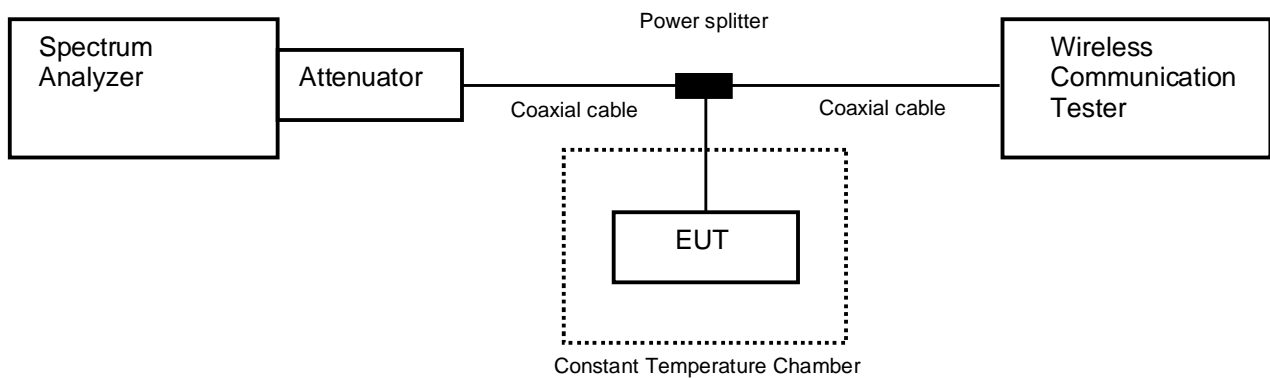 Power splitter
Spectrum
Analyzer
Attenuator
Wireless
Communication
Tester
Coaxial cable
Coaxial cable
EUT
Constant Temperature Chamber